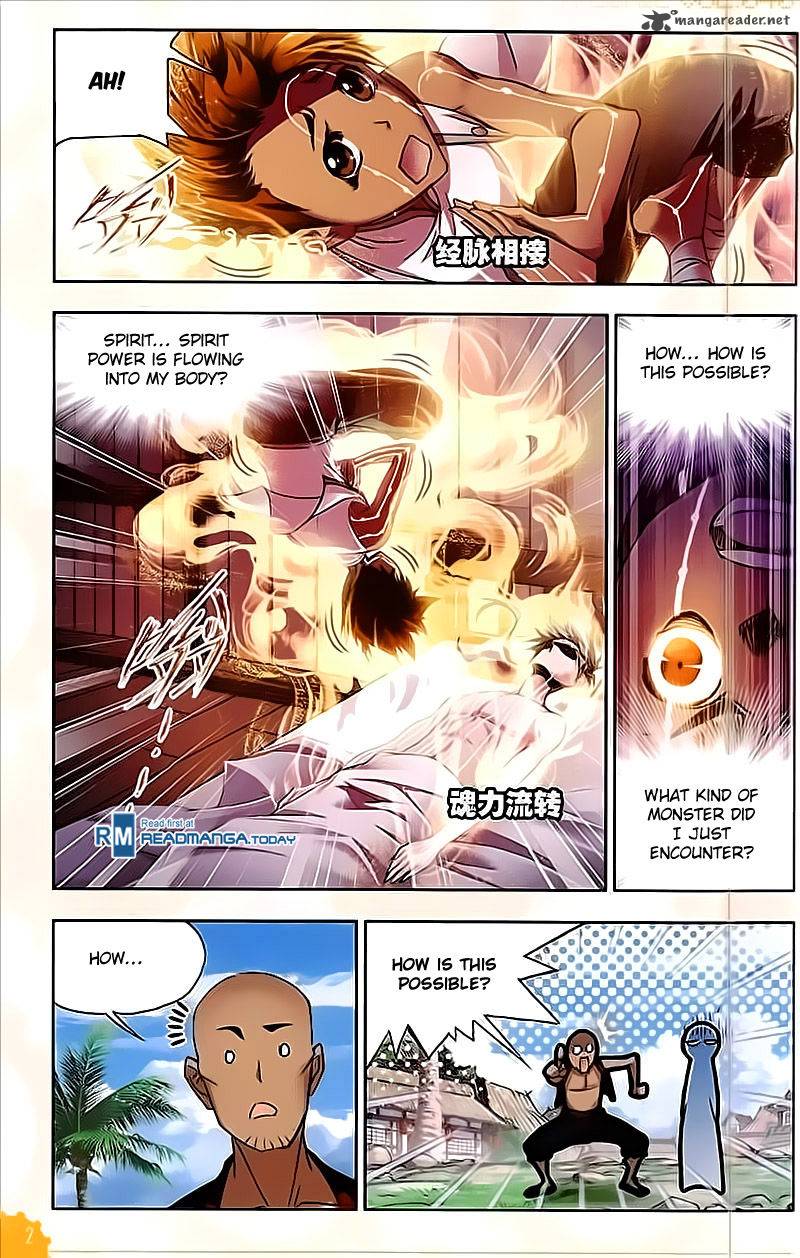 mangareader.net
AH!
经脉相接
SPIRIT... SPIRIT
POWER IS FLOWING
INTO MY BODY?
HOW... HOW IS
THIS POSSIBLE?
魂力流转
Read first at
RM READMANGA.TODAY
WHAT KIND OF
MONSTER DID
I JUST
ENCOUNTER?
HOW...
HOW IS THIS
POSSIBLE?
2